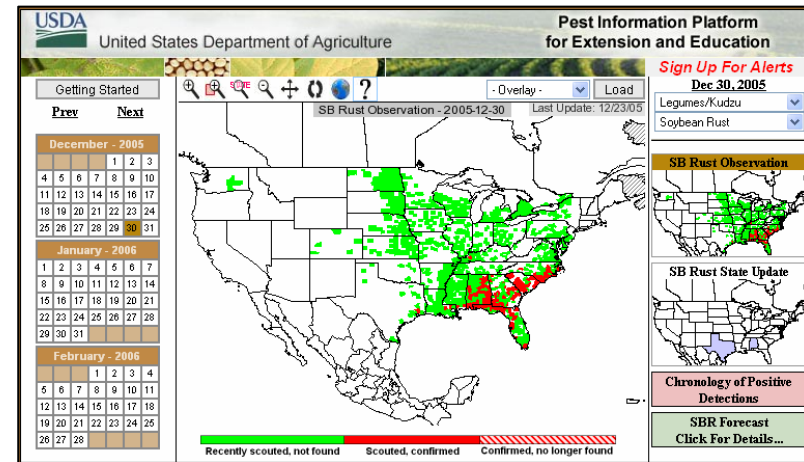 USDA
United States Department of Agriculture
Pest Information Platform
for Extension and Education
Getting Started
Prev Next
December - 2005
1 2 3
4 5 6 7 8 9 10
11 12 13 14 15 16 17
18 19 20 21 22 23 24
25 26 27 28 29 30 31
January - 2006
1 2 3 4 5 6 7
8 9 10 11 12 13 14
15 16 17 18 19 20 21
22 23 24 25 26 27 28
29 30 31
February - 2006
1 2 3 4
5 6 7 8 9 10 11
12 13 14 15 16 17 18
19 20 21 22 23 24 25
26 27 28
STATE
?
- Overlay -
Load
SB Rust Observation - 2005-12-30
Last Update: 12/23/05
Recently scouted, not found
Scouted, confirmed
Confirmed, no longer found
Sign Up For Alerts
Dec 30, 2005
Legumes/Kudzu
Soybean Rust
SB Rust Observation
SB Rust State Update
Chronology of Positive
Detections
SBR Forecast
Click For Details...